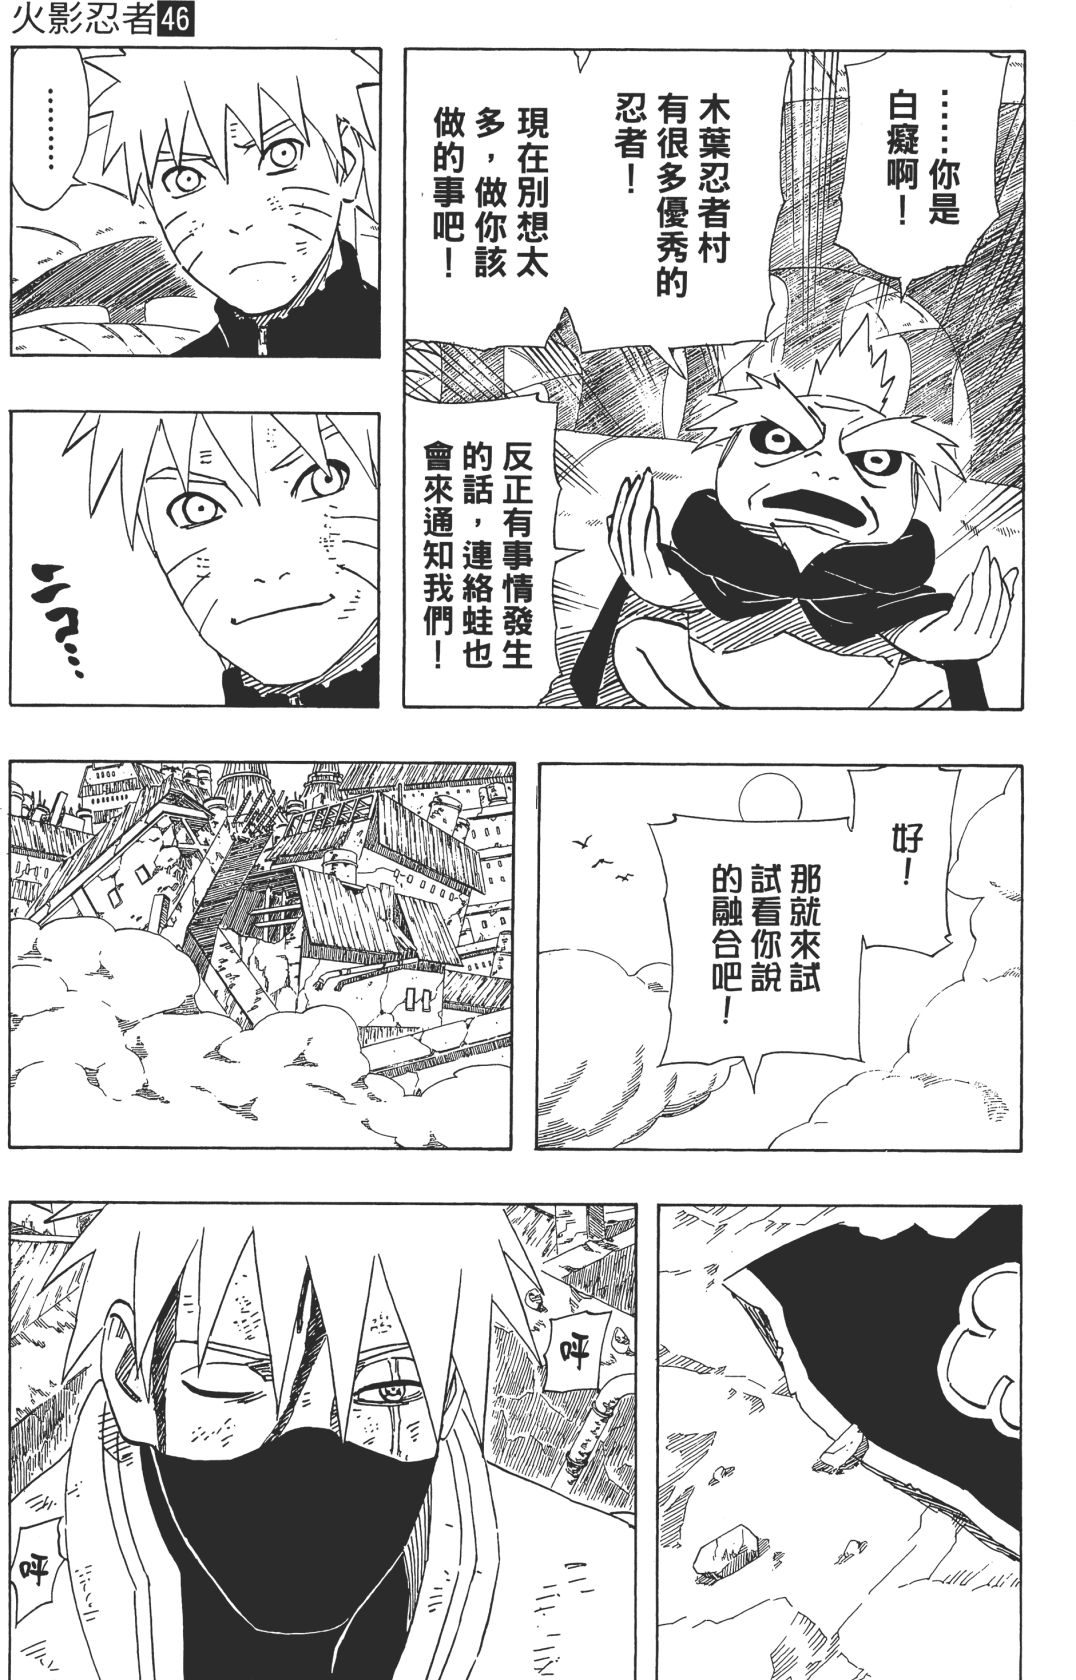 火影忍者46
……你是
白癡啊！
木葉忍者村
有很多優秀的
忍者！
現在別想太
多，做你該
做的事吧！
反正有事情發生
的話，連絡蛙也
會來通知我們！
………
ニコ…
好！
那就來試
試看你說
的融合吧！
呼
呼